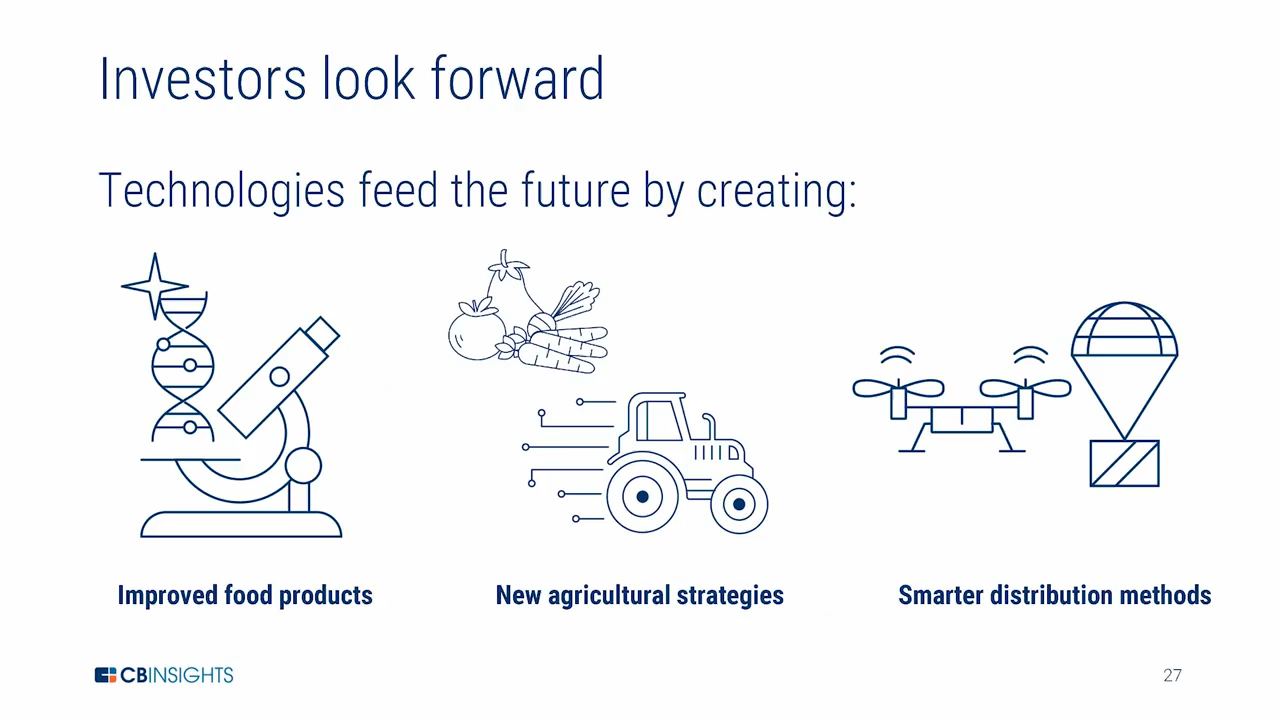 Investors look forward
Technologies feed the future by creating:
Improved food products
New agricultural strategies
Smarter distribution methods
CBINSIGHTS
27